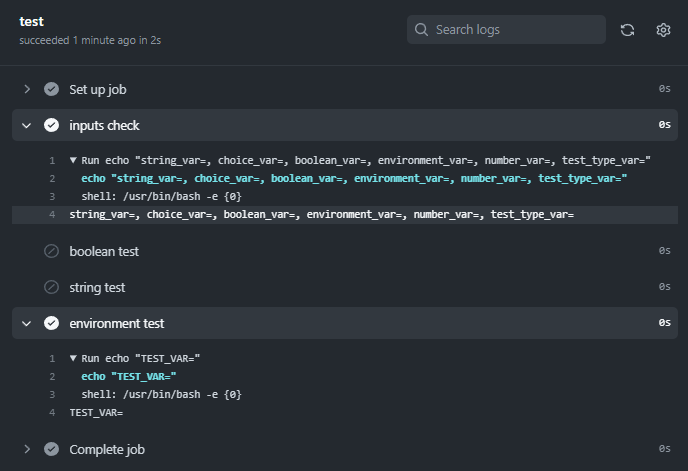 test
succeeded 1 minute ago in 2s
Search logs
Set up job 0s
inputs check 0s
1 ▼ Run echo "string_var=, choice_var=, boolean_var=, environment_var=, number_var=, test_type_var="
2 echo "string_var=, choice_var=, boolean_var=, environment_var=, number_var=, test_type_var="
3 shell: /usr/bin/bash -e {0}
4 string_var=, choice_var=, boolean_var=, environment_var=, number_var=, test_type_var=
boolean test 0s
string test 0s
environment test 0s
1 ▼ Run echo "TEST_VAR="
2 echo "TEST_VAR="
3 shell: /usr/bin/bash -e {0}
4 TEST_VAR=
Complete job 0s